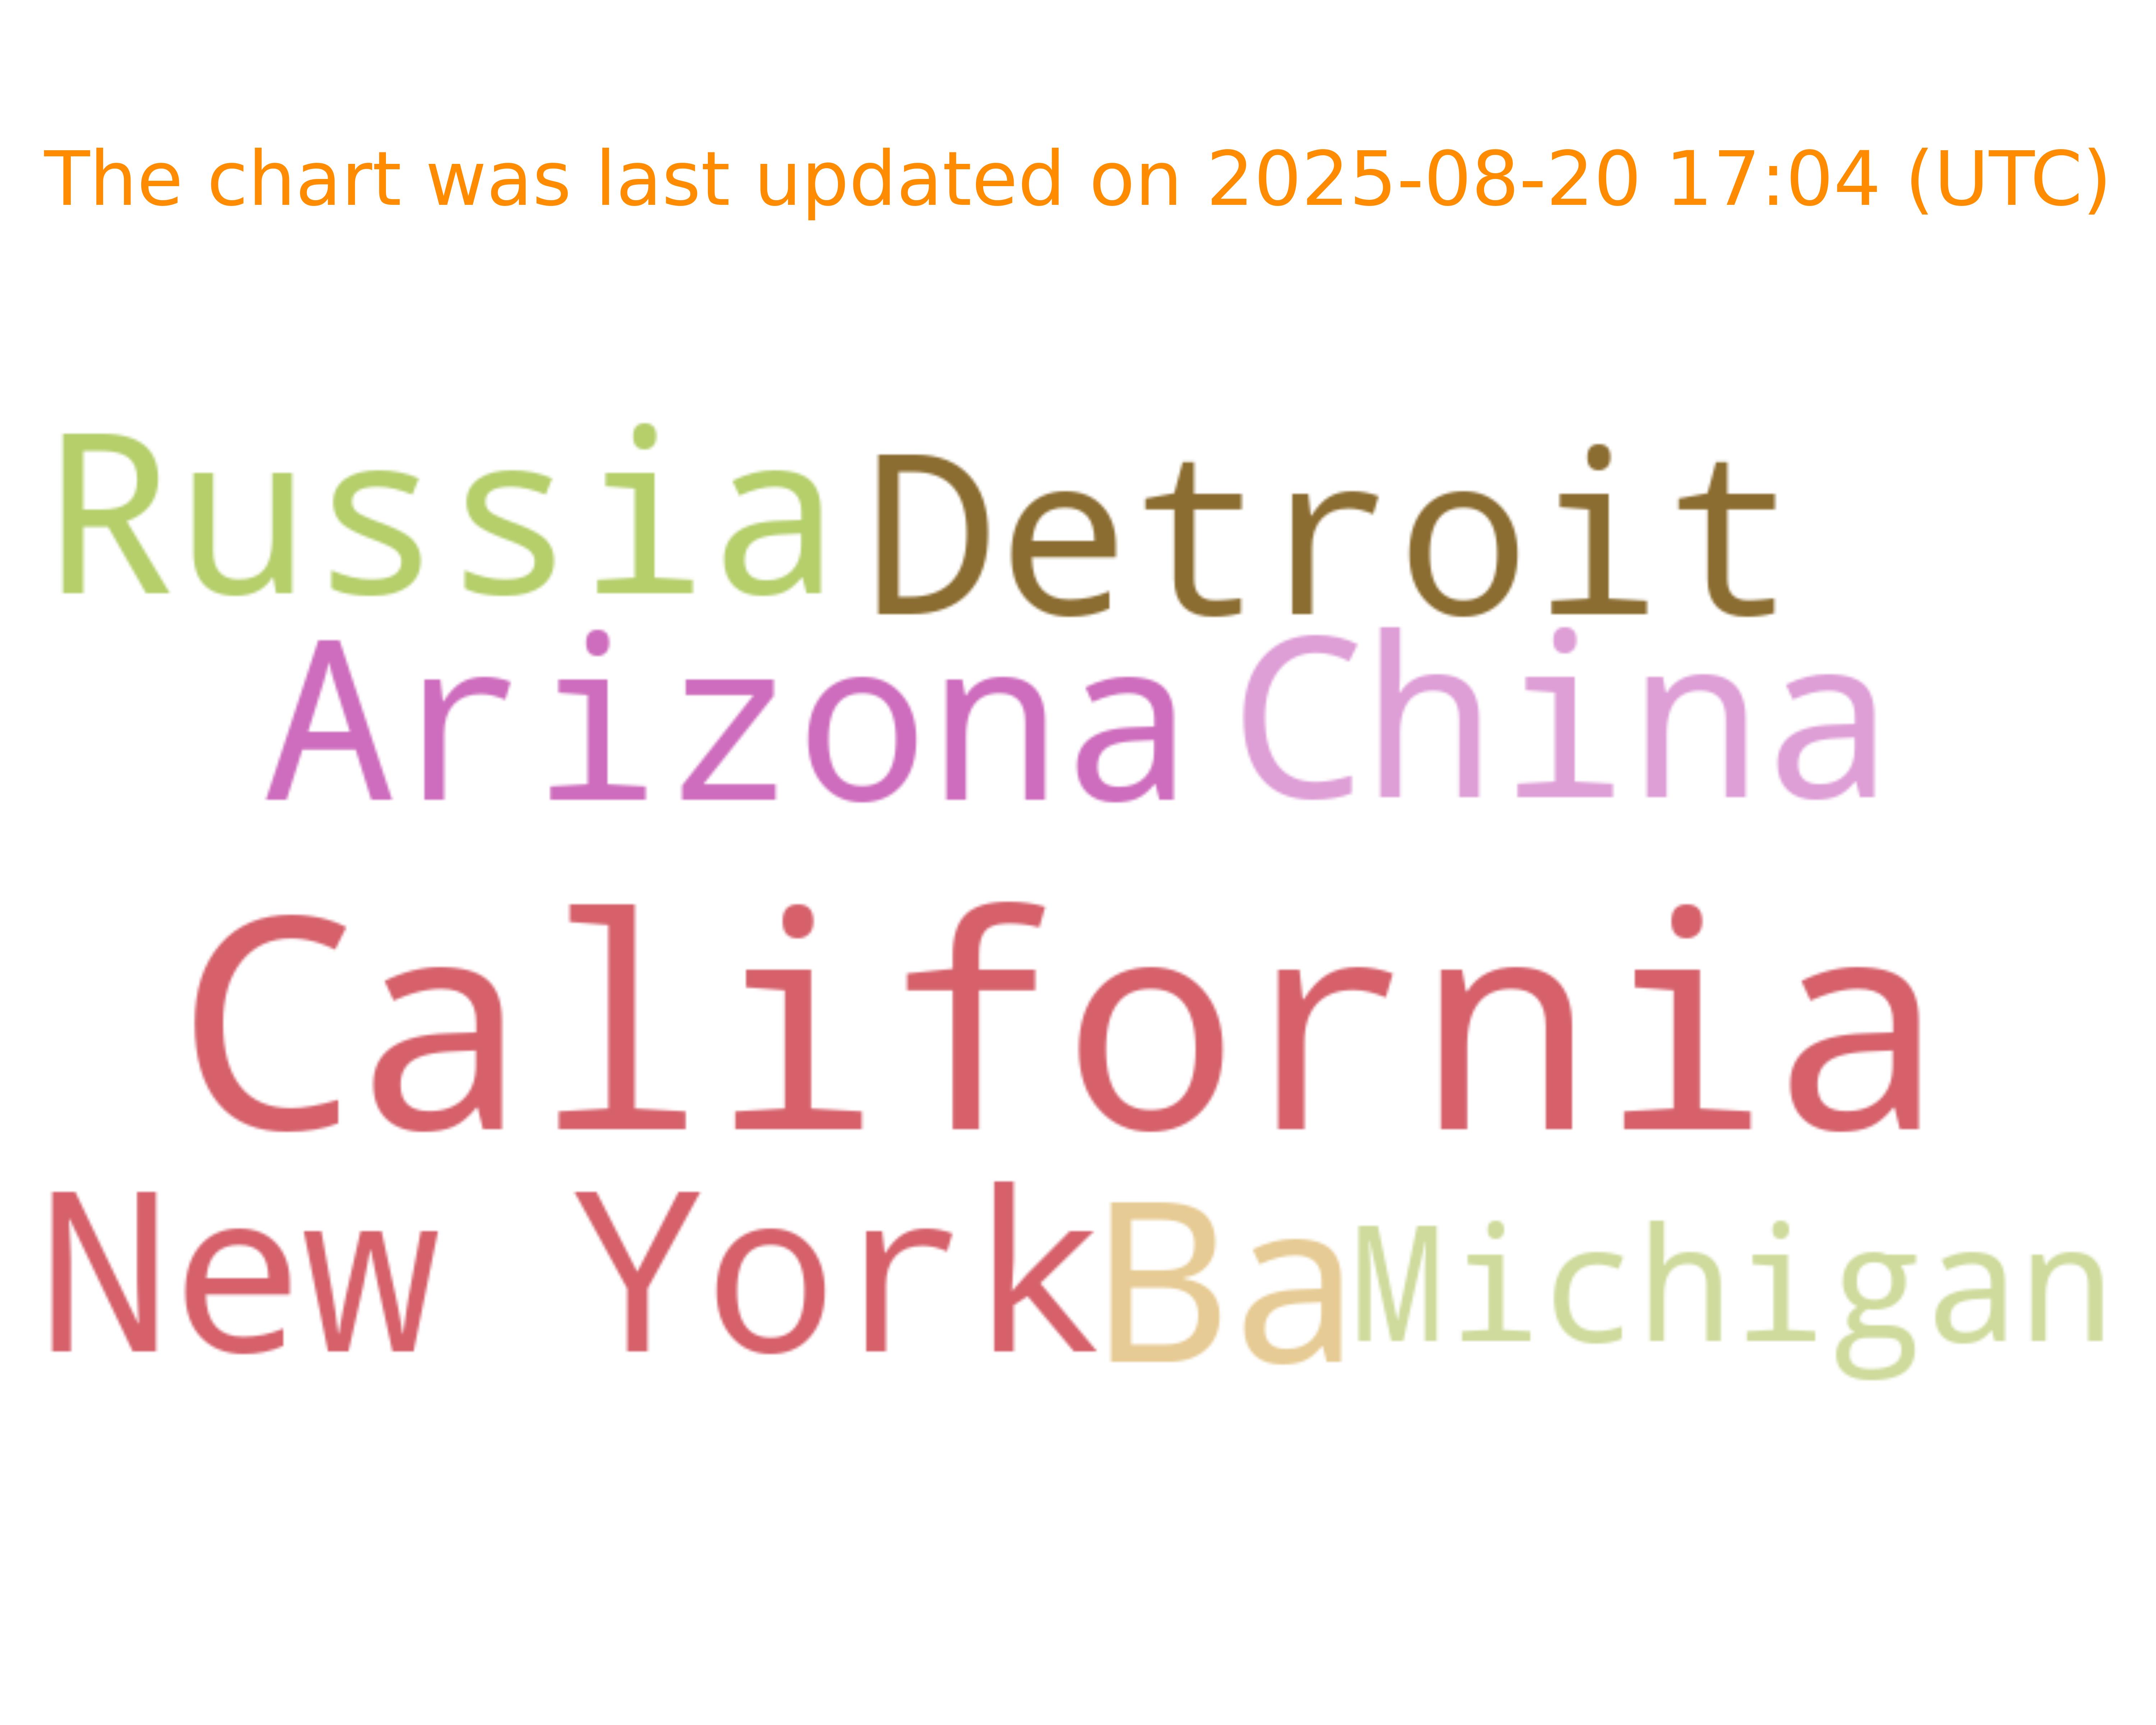 The chart was last updated on 2025-08-20 17:04 (UTC)
Russia Detroit
Arizona China
California
New York Ba Michigan